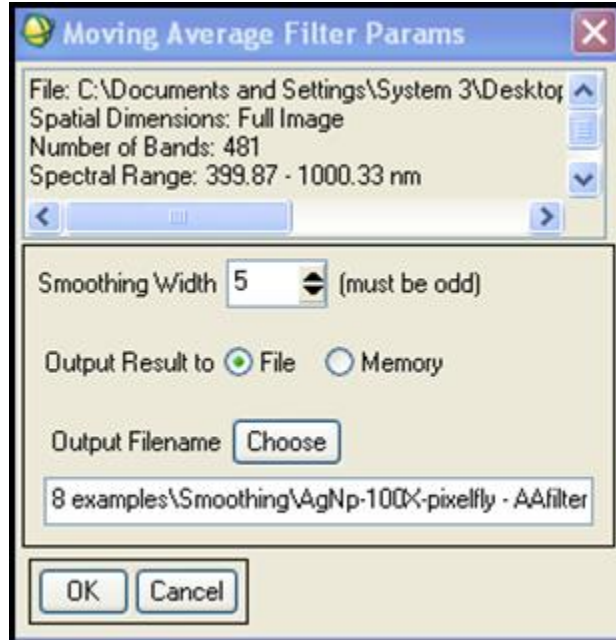 Moving Average Filter Params
File: C:\Documents and Settings\System 3\Desktop
Spatial Dimensions: Full Image
Number of Bands: 481
Spectral Range: 399.87 - 1000.33 nm
Smoothing Width 5 (must be odd)
Output Result to File Memory
Output Filename Choose
8 examples\Smoothing\AgNp-100X-pixelfly - AAfilter
OK Cancel